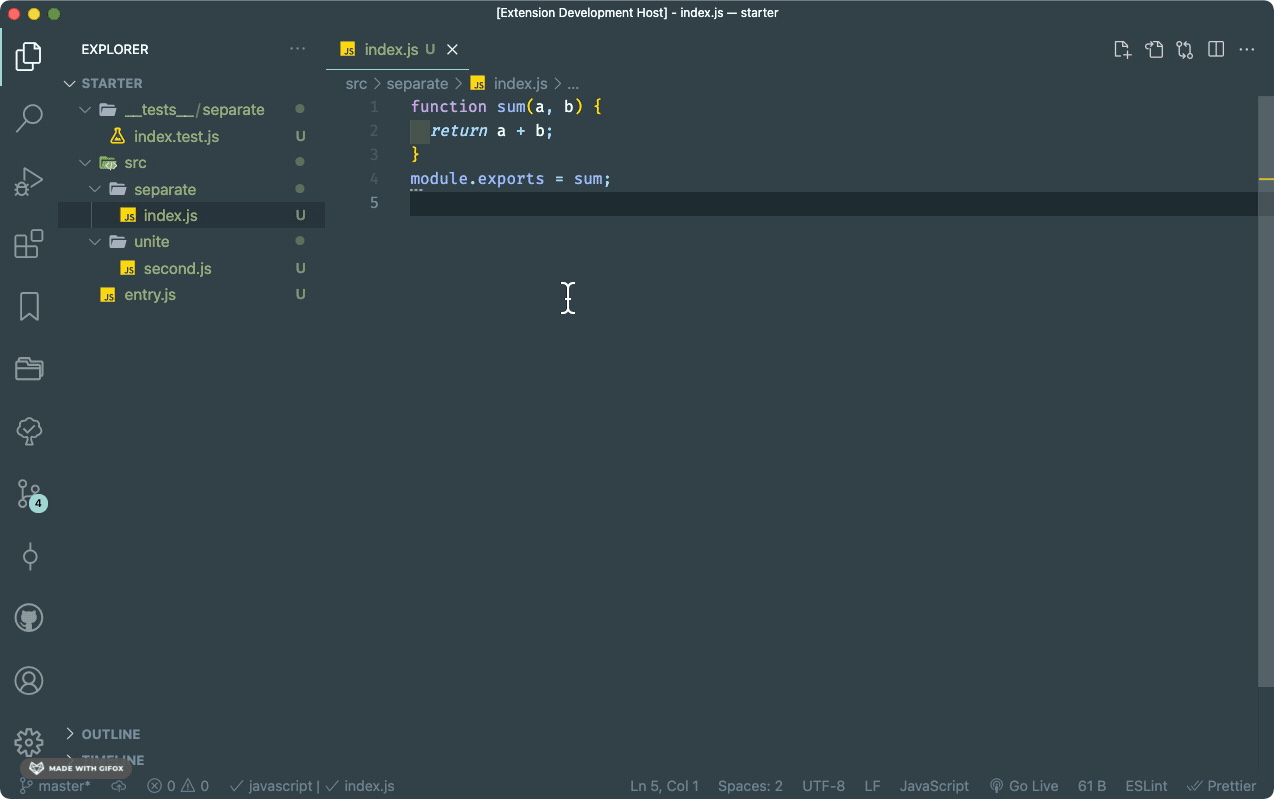 [Extension Development Host] - index.js — starter
EXPLORER
index.js U
STARTER
src > separate > JS index.js > ...
__tests__/separate
index.test.js U
src
separate
index.js U
unite
second.js U
entry.js U
1 function sum(a, b) {
2 return a + b;
3 }
4 module.exports = sum;
5
4
OUTLINE
TIMELINE
MADE WITH GIFOX
master* 0 0 javascript | index.js Ln 5, Col 1 Spaces: 2 UTF-8 LF JavaScript Go Live 61 B ESLint Prettier